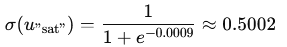 σ(u”sat”) = 1 / (1 + e^{-0.0009}) ≈ 0.5002